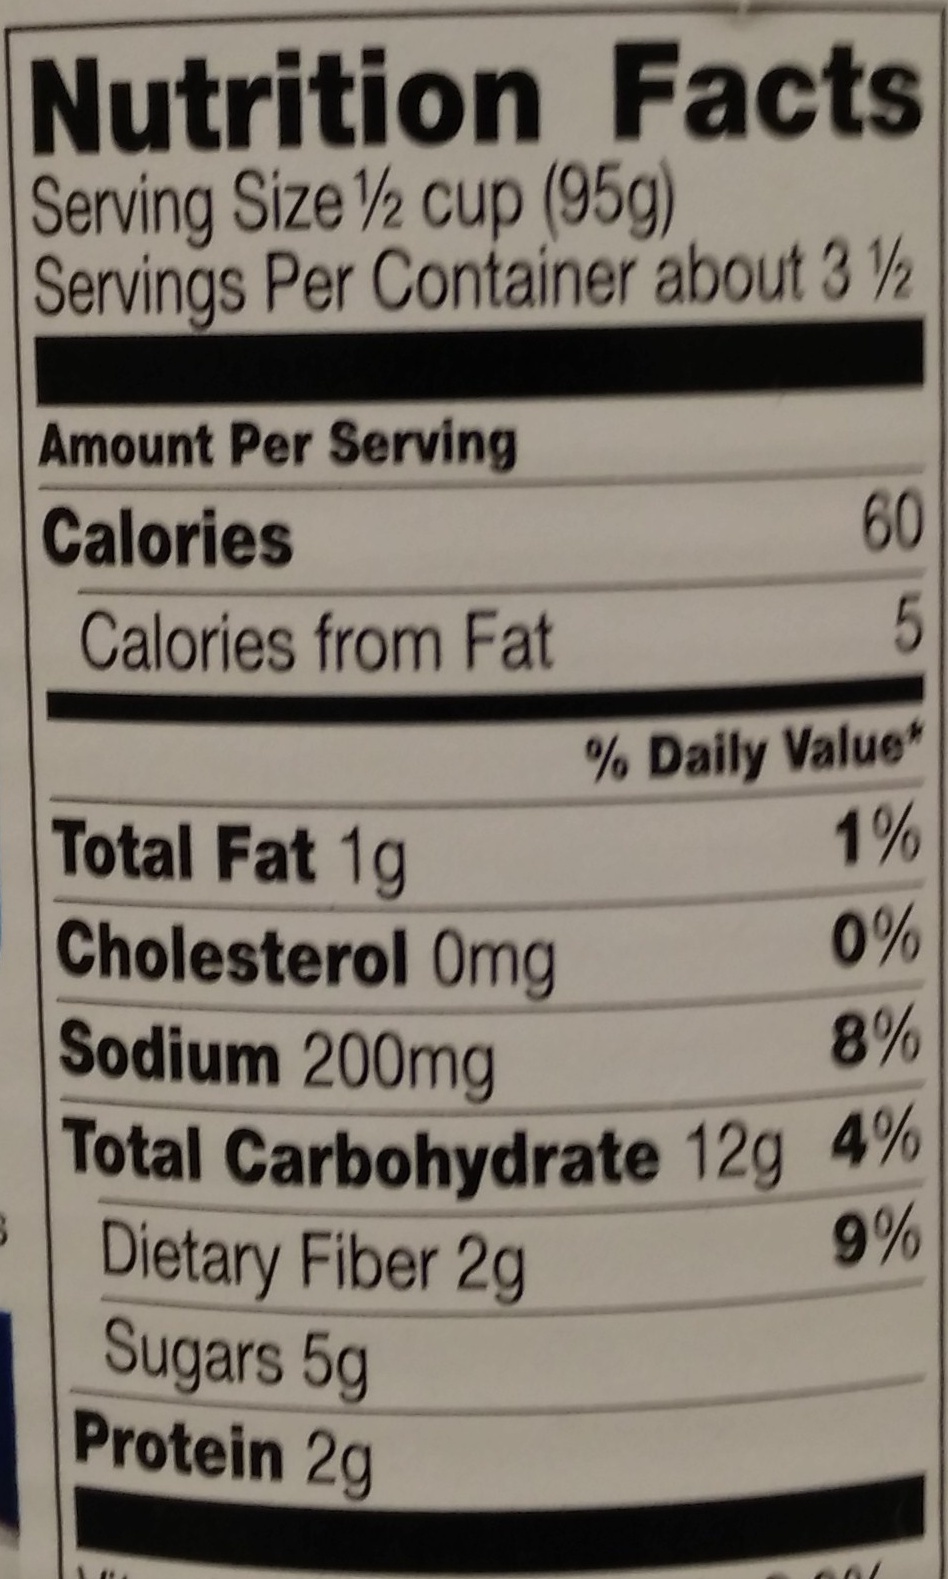 Nutrition Facts
Serving Size ½ cup (95g)
Servings Per Container about 3 ½
Amount Per Serving
Calories 60
Calories from Fat 5
% Daily Value*
Total Fat 1g 1%
Cholesterol 0mg 0%
Sodium 200mg 8%
Total Carbohydrate 12g 4%
Dietary Fiber 2g 9%
Sugars 5g
Protein 2g